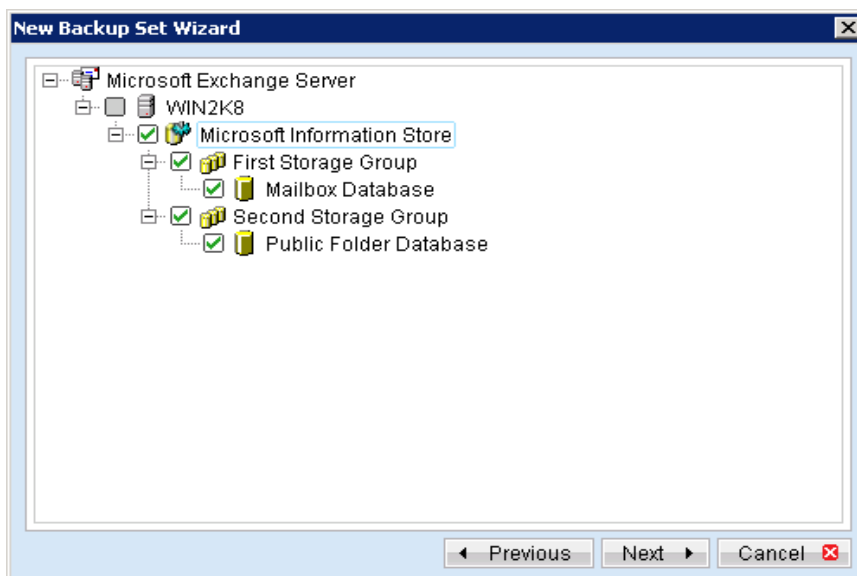 New Backup Set Wizard
Microsoft Exchange Server
WIN2K8
Microsoft Information Store
First Storage Group
Mailbox Database
Second Storage Group
Public Folder Database
Previous Next Cancel